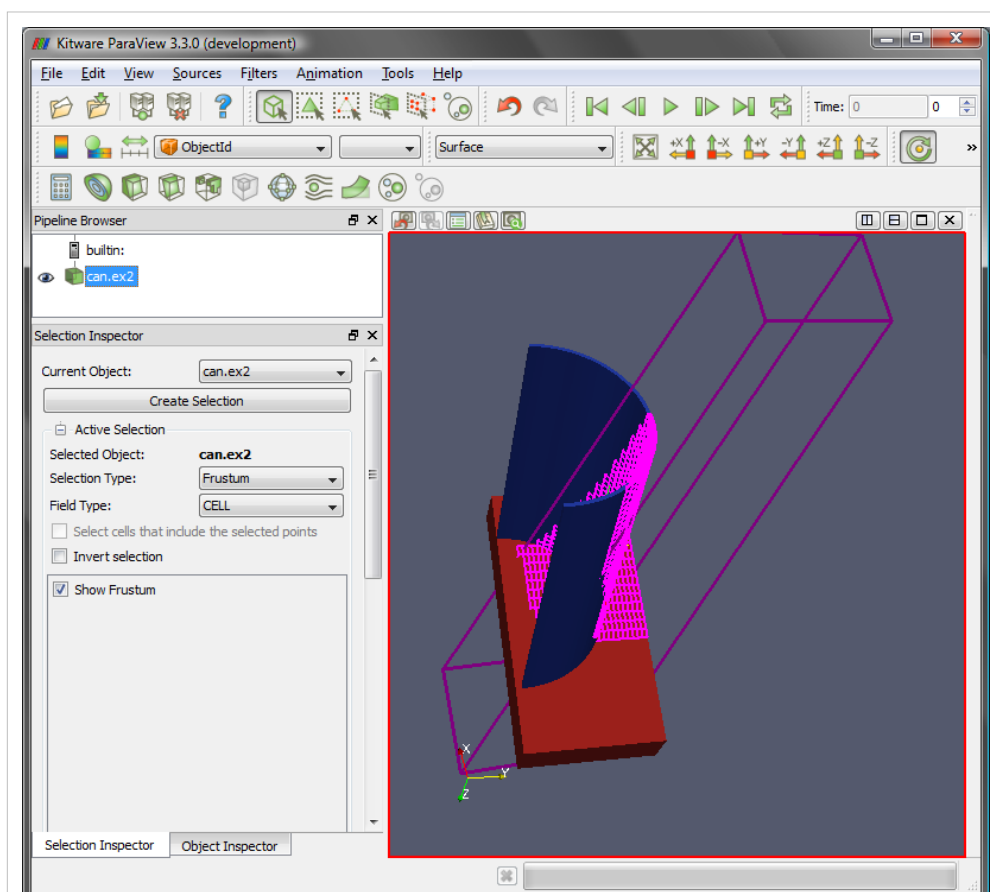 Kitware ParaView 3.3.0 (development)
File Edit View Sources Filters Animation Tools Help
Time: 0 0
ObjectId Surface »
Pipeline Browser
builtin:
can.ex2
Selection Inspector
Current Object: can.ex2
Create Selection
Active Selection
Selected Object: can.ex2
Selection Type: Frustum
Field Type: CELL
Select cells that include the selected points
Invert selection
Show Frustum
X
Y
Z
Selection Inspector Object Inspector